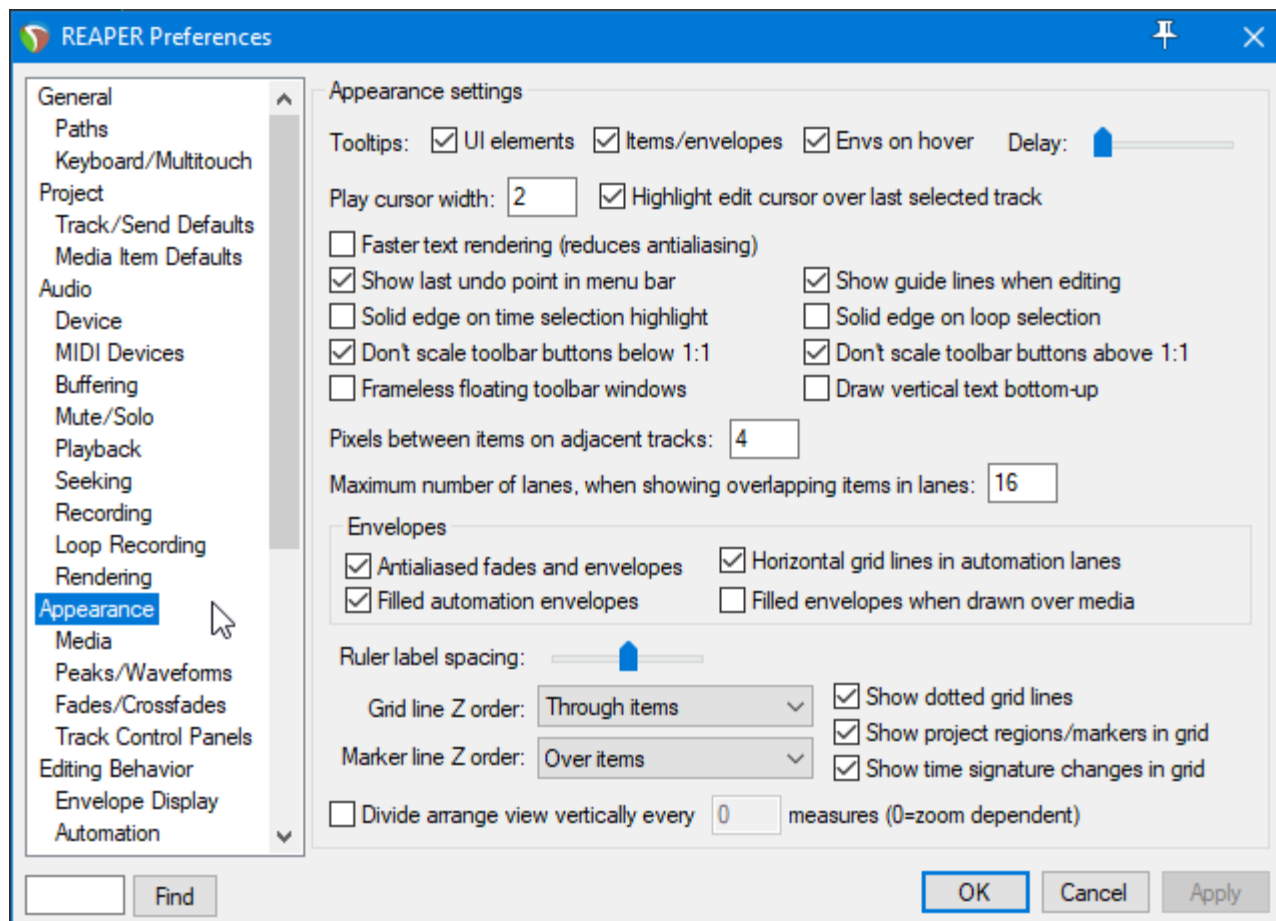 REAPER Preferences
General
Paths
Keyboard/Multitouch
Project
Track/Send Defaults
Media Item Defaults
Audio
Device
MIDI Devices
Buffering
Mute/Solo
Playback
Seeking
Recording
Loop Recording
Rendering
Appearance
Media
Peaks/Waveforms
Fades/Crossfades
Track Control Panels
Editing Behavior
Envelope Display
Automation
Find
Appearance settings
Tooltips: UI elements Items/envelopes Envs on hover Delay:
Play cursor width: 2 Highlight edit cursor over last selected track
Faster text rendering (reduces antialiasing)
Show last undo point in menu bar Show guide lines when editing
Solid edge on time selection highlight Solid edge on loop selection
Don't scale toolbar buttons below 1:1 Don't scale toolbar buttons above 1:1
Frameless floating toolbar windows Draw vertical text bottom-up
Pixels between items on adjacent tracks: 4
Maximum number of lanes, when showing overlapping items in lanes: 16
Envelopes
Antialiased fades and envelopes Horizontal grid lines in automation lanes
Filled automation envelopes Filled envelopes when drawn over media
Ruler label spacing:
Grid line Z order: Through items Show dotted grid lines
Show project regions/markers in grid
Marker line Z order: Over items Show time signature changes in grid
Divide arrange view vertically every 0 measures (0=zoom dependent)
OK Cancel Apply